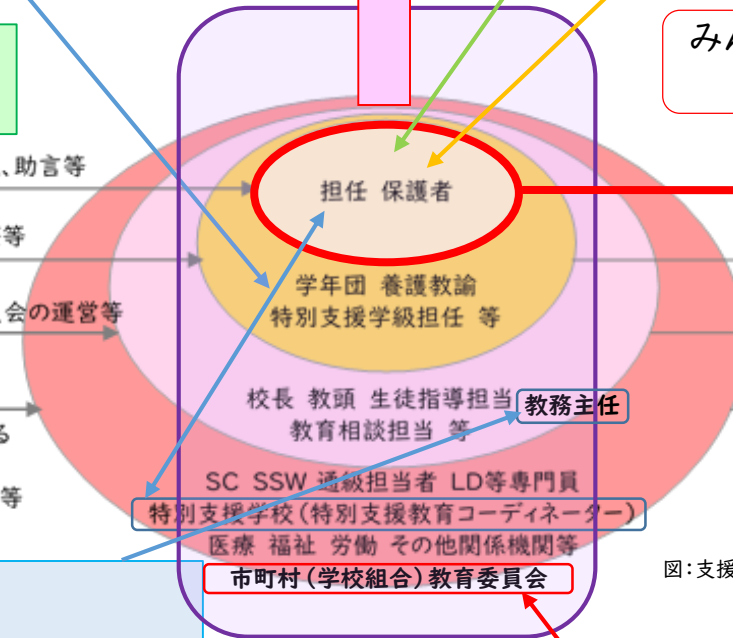 みん
、助言等
担任 保護者
等
学年団 養護教諭
特別支援学級担任 等
会の運営等
校長 教頭 生徒指導担当
教務主任
教育相談担当 等
る
SC SSW 通級担当者 LD等専門員
等
特別支援学校(特別支援教育コーディネーター)
医療 福祉 労働 その他関係機関等
図:支援
市町村(学校組合)教育委員会